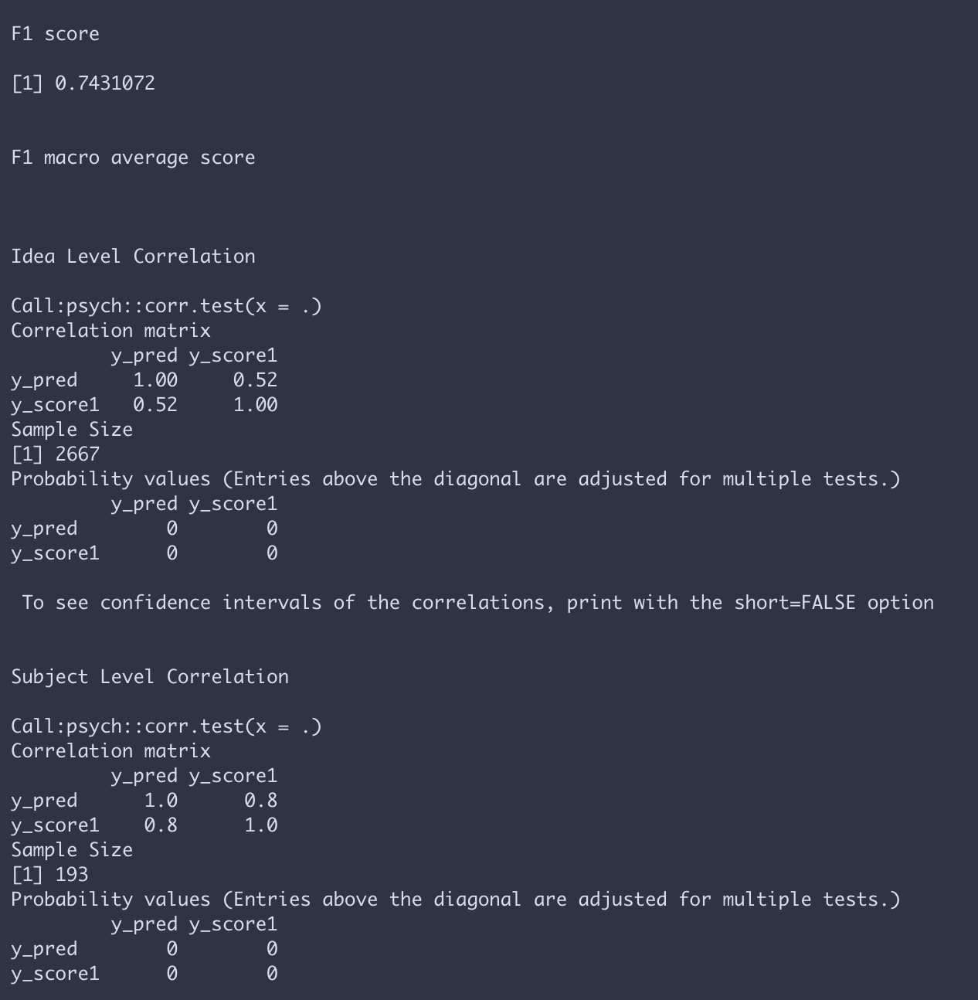 F1 score
[1] 0.7431072
F1 macro average score
Idea Level Correlation
Call:psych::corr.test(x = .)
Correlation matrix
         y_pred y_score1
y_pred     1.00     0.52
y_score1   0.52     1.00
Sample Size
[1] 2667
Probability values (Entries above the diagonal are adjusted for multiple tests.)
         y_pred y_score1
y_pred        0        0
y_score1      0        0
 To see confidence intervals of the correlations, print with the short=FALSE option
Subject Level Correlation
Call:psych::corr.test(x = .)
Correlation matrix
         y_pred y_score1
y_pred      1.0      0.8
y_score1    0.8      1.0
Sample Size
[1] 193
Probability values (Entries above the diagonal are adjusted for multiple tests.)
         y_pred y_score1
y_pred        0        0
y_score1      0        0